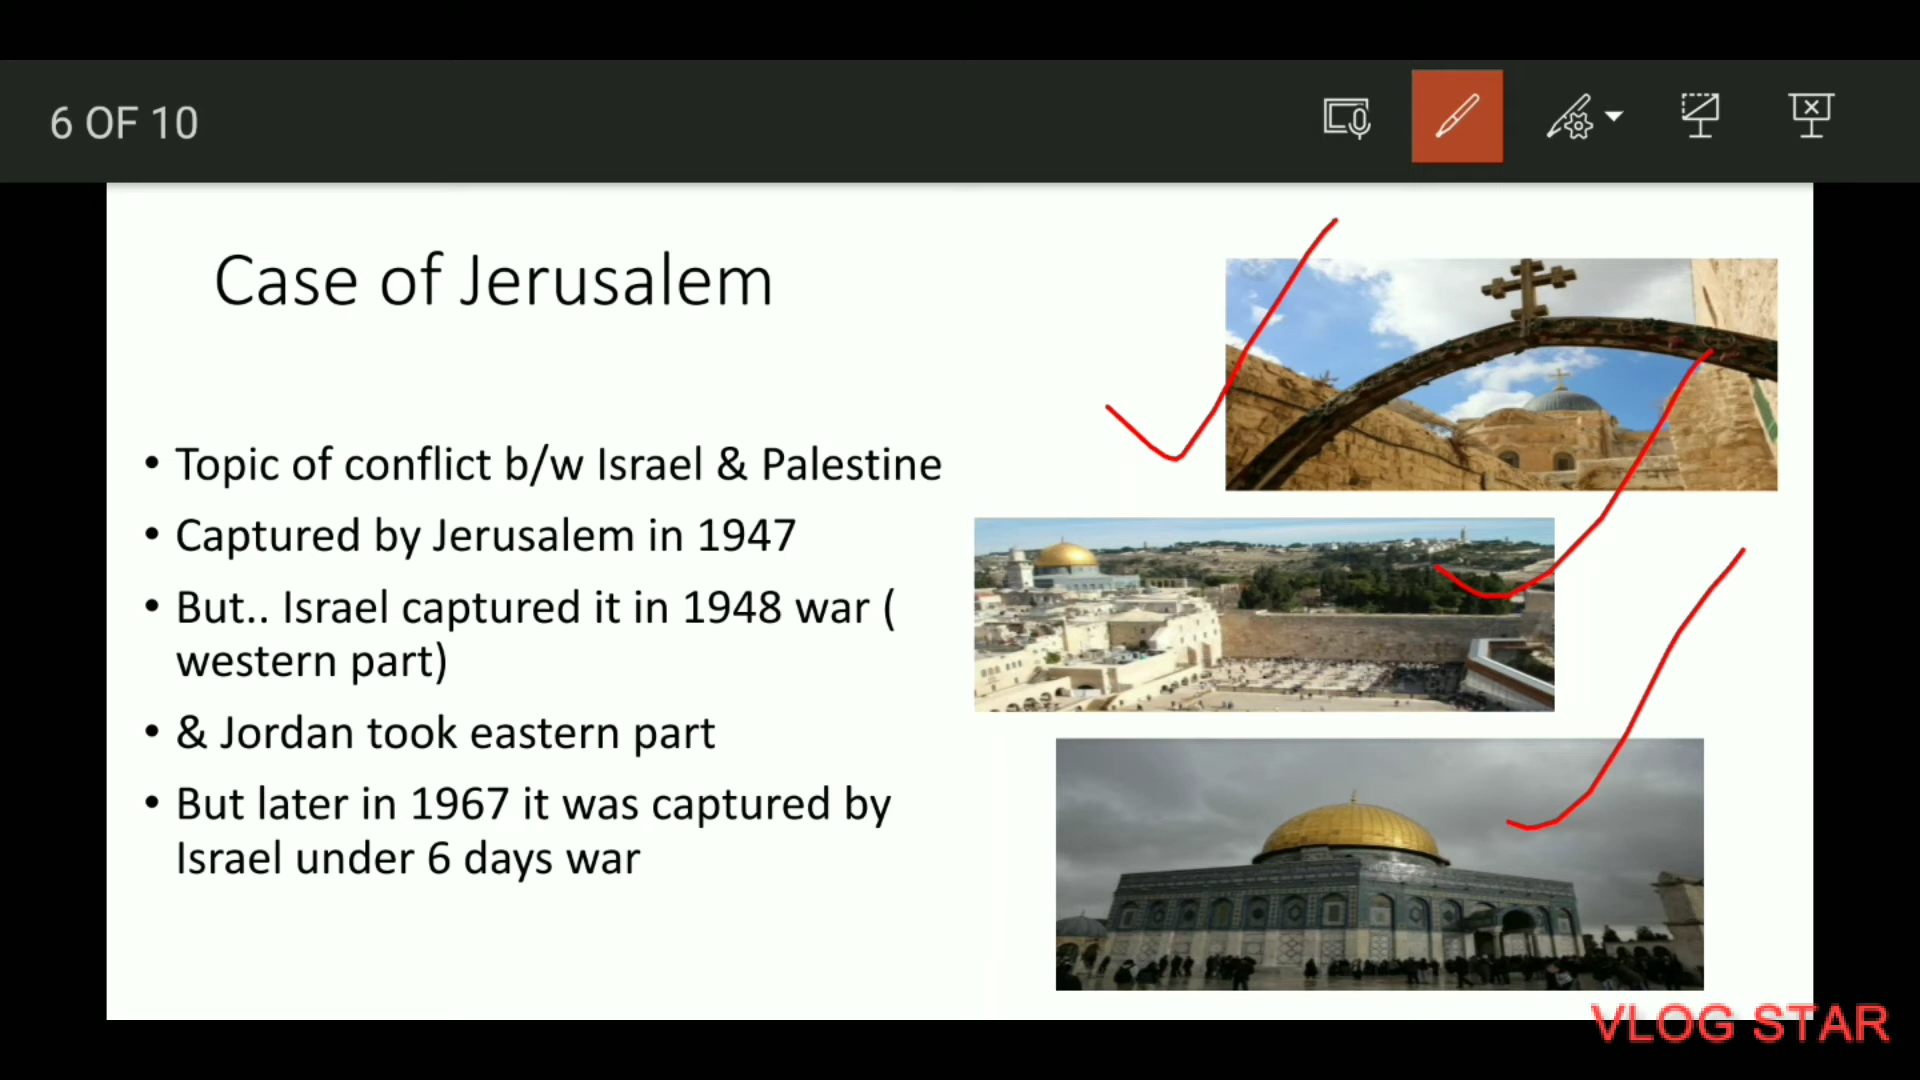 6 OF 10
Case of Jerusalem
• Topic of conflict b/w Israel & Palestine
• Captured by Jerusalem in 1947
• But.. Israel captured it in 1948 war (
western part)
• & Jordan took eastern part
• But later in 1967 it was captured by
Israel under 6 days war
VLOG STAR